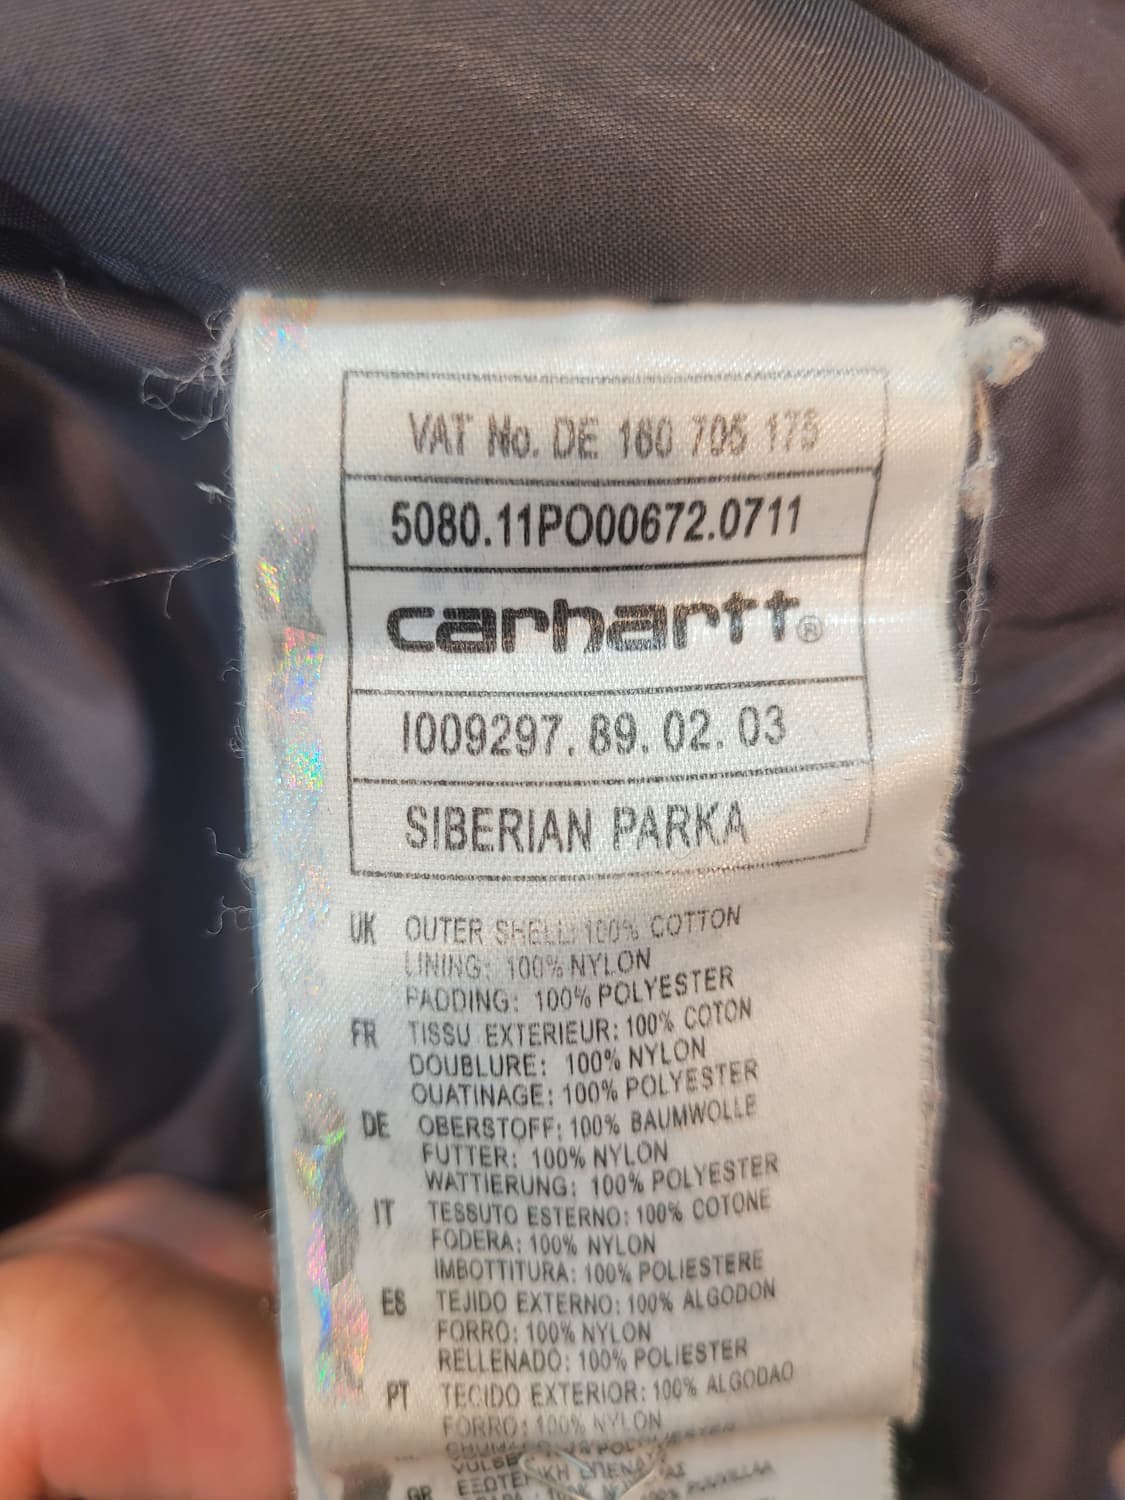 VAT No. DE 160 705 175
5080.11PO00672.0711
carhartt®
I009297.89.02.03
SIBERIAN PARKA
UK OUTER SHELL: 100% COTTON
LINING: 100% NYLON
PADDING: 100% POLYESTER
FR TISSU EXTERIEUR: 100% COTON
DOUBLURE: 100% NYLON
OUATINAGE: 100% POLYESTER
DE OBERSTOFF: 100% BAUMWOLLE
FUTTER: 100% NYLON
WATTIERUNG: 100% POLYESTER
IT TESSUTO ESTERNO: 100% COTONE
FODERA: 100% NYLON
IMBOTTITURA: 100% POLIESTERE
ES TEJIDO EXTERNO: 100% ALGODON
FORRO: 100% NYLON
RELLENADO: 100% POLIESTER
PT TECIDO EXTERIOR: 100% ALGODAO
FORRO: 100% NYLON
GR